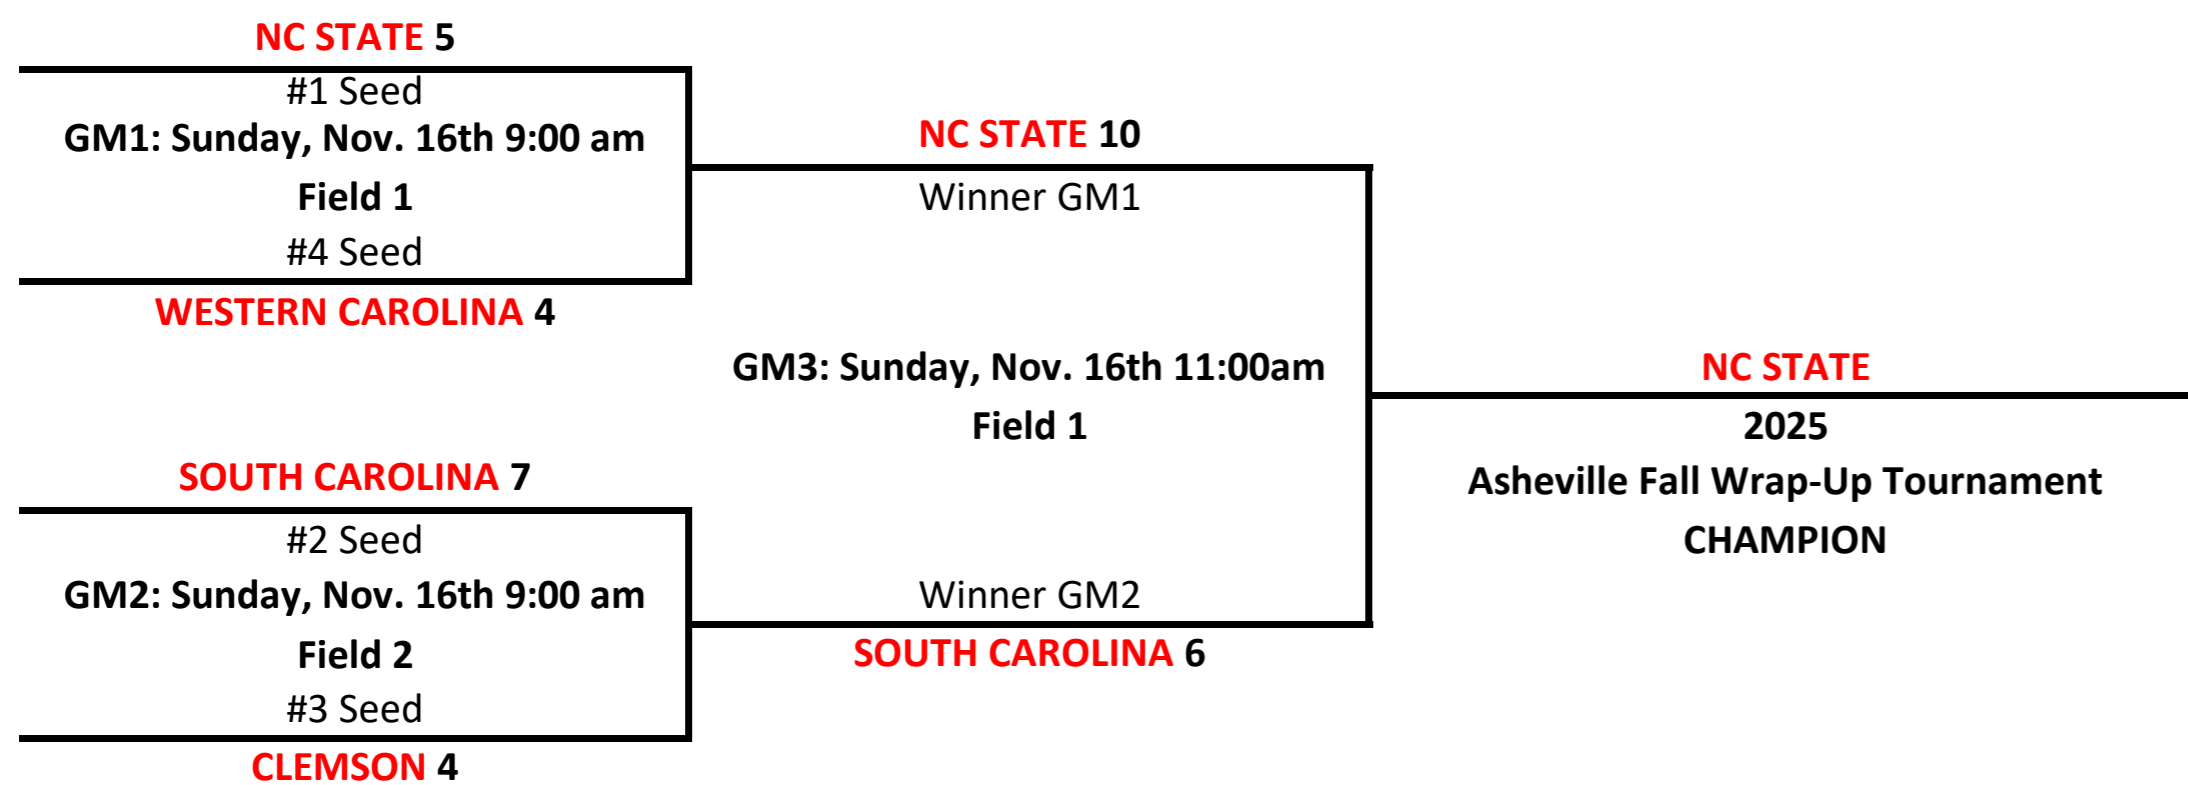 NC STATE 5
#1 Seed
GM1: Sunday, Nov. 16th 9:00 am
Field 1
#4 Seed
WESTERN CAROLINA 4
SOUTH CAROLINA 7
#2 Seed
GM2: Sunday, Nov. 16th 9:00 am
Field 2
#3 Seed
CLEMSON 4
NC STATE 10
Winner GM1
GM3: Sunday, Nov. 16th 11:00am
Field 1
Winner GM2
SOUTH CAROLINA 6
NC STATE
2025
Asheville Fall Wrap-Up Tournament
CHAMPION